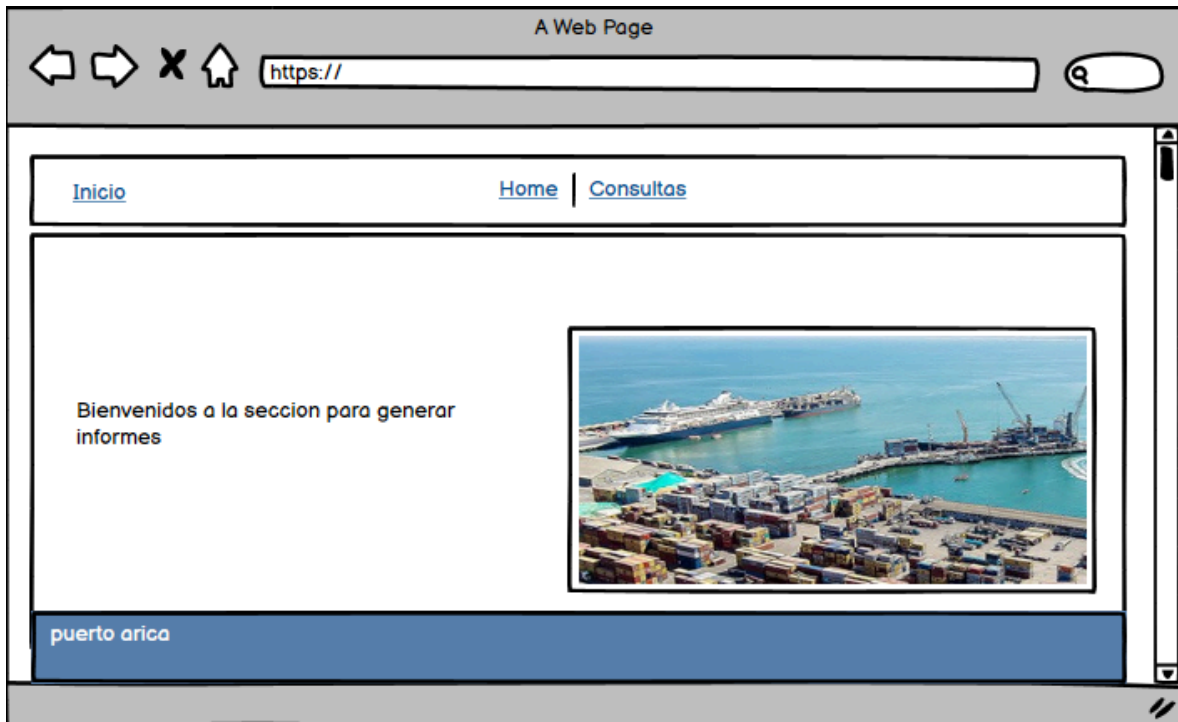 A Web Page
https://
Inicio
Home
Consultas
Bienvenidos a la seccion para generar
informes
puerto arica